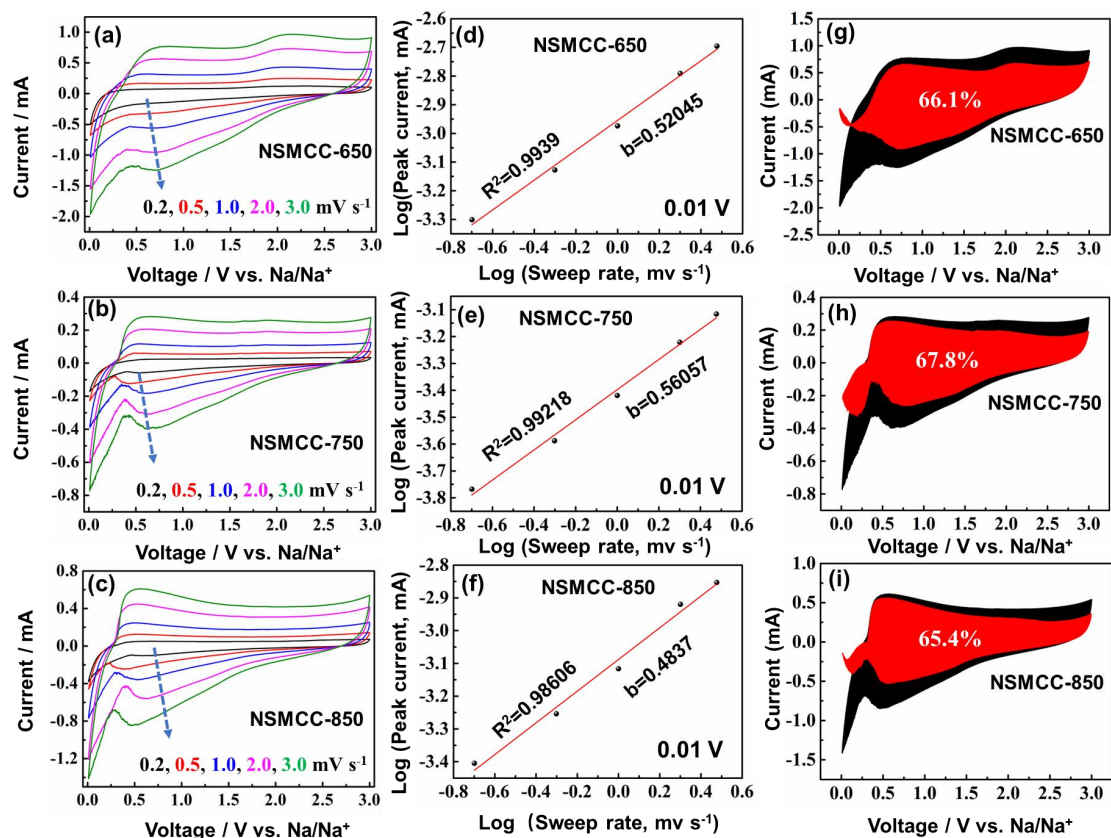 (a)
1.0
0.5
0.0
-0.5
-1.0
-1.5
-2.0
Current / mA
NSMCC-650
0.2, 0.5, 1.0, 2.0, 3.0 mV s⁻¹
0.0 0.5 1.0 1.5 2.0 2.5 3.0
Voltage / V vs. Na/Na⁺
(d)
NSMCC-650
-2.7
-2.8
-2.9
-3.0
-3.1
-3.2
-3.3
Log(Peak current, mA)
R²=0.9939
b=0.52045
0.01 V
-0.8 -0.6 -0.4 -0.2 0.0 0.2 0.4 0.6
Log (Sweep rate, mv s⁻¹)
(g)
1.5
1.0
0.5
0.0
-0.5
-1.0
-1.5
-2.0
-2.5
Current (mA)
66.1%
NSMCC-650
0.0 0.5 1.0 1.5 2.0 2.5 3.0
Voltage / V vs. Na/Na⁺
(b)
0.4
0.2
0.0
-0.2
-0.4
-0.6
-0.8
Current / mA
NSMCC-750
0.2, 0.5, 1.0, 2.0, 3.0 mV s⁻¹
0.0 0.5 1.0 1.5 2.0 2.5 3.0
Voltage / V vs. Na/Na⁺
(e)
NSMCC-750
-3.1
-3.2
-3.3
-3.4
-3.5
-3.6
-3.7
-3.8
Log (Peak current, mA)
R²=0.99218
b=0.56057
0.01 V
-0.8 -0.6 -0.4 -0.2 0.0 0.2 0.4 0.6
Log (Sweep rate, mv s⁻¹)
(h)
0.4
0.2
0.0
-0.2
-0.4
-0.6
-0.8
-1.0
Current (mA)
67.8%
NSMCC-750
0.0 0.5 1.0 1.5 2.0 2.5 3.0
Voltage / V vs. Na/Na⁺
(c)
0.8
0.4
0.0
-0.4
-0.8
-1.2
Current / mA
NSMCC-850
0.2, 0.5, 1.0, 2.0, 3.0 mV s⁻¹
0.0 0.5 1.0 1.5 2.0 2.5 3.0
Voltage / V vs. Na/Na⁺
(f)
NSMCC-850
-2.8
-2.9
-3.0
-3.1
-3.2
-3.3
-3.4
Log (Peak current, mA)
R²=0.98606
b=0.4837
0.01 V
-0.8 -0.6 -0.4 -0.2 0.0 0.2 0.4 0.6
Log (Sweep rate, mv s⁻¹)
(i)
1.0
0.5
0.0
-0.5
-1.0
-1.5
-2.0
Current (mA)
65.4%
NSMCC-850
0.0 0.5 1.0 1.5 2.0 2.5 3.0
Voltage / V vs. Na/Na⁺